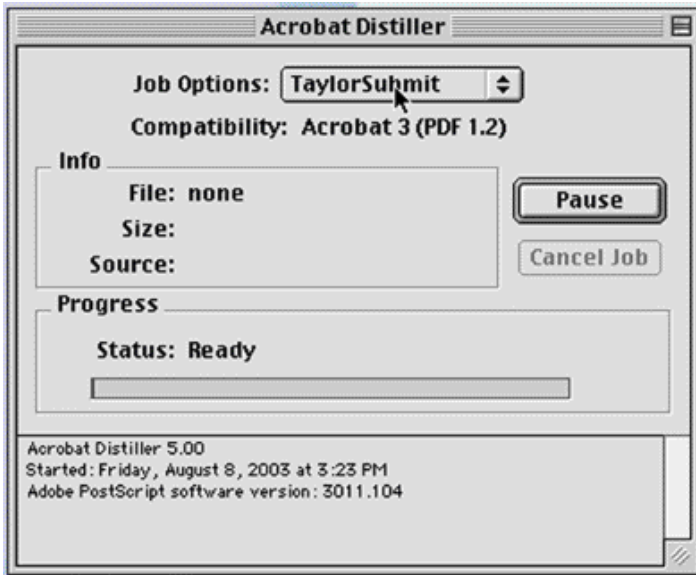 Acrobat Distiller
Job Options: TaylorSubmit
Compatibility: Acrobat 3 (PDF 1.2)
Info
File: none
Size:
Source:
Pause
Cancel Job
Progress
Status: Ready
Acrobat Distiller 5.00
Started: Friday, August 8, 2003 at 3:23 PM
Adobe PostScript software version: 3011.104